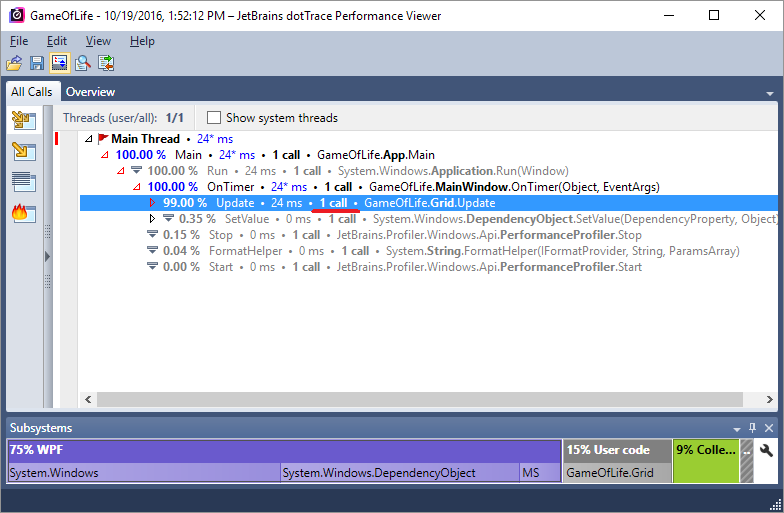 GameOfLife - 10/19/2016, 1:52:12 PM – JetBrains dotTrace Performance Viewer
File Edit View Help
All Calls Overview
Threads (user/all): 1/1 Show system threads
Main Thread • 24* ms
100.00 % Main • 24* ms • 1 call • GameOfLife.App.Main
100.00 % Run • 24 ms • 1 call • System.Windows.Application.Run(Window)
100.00 % OnTimer • 24* ms • 1 call • GameOfLife.MainWindow.OnTimer(Object, EventArgs)
99.00 % Update • 24 ms • 1 call • GameOfLife.Grid.Update
0.35 % SetValue • 0 ms • 1 call • System.Windows.DependencyObject.SetValue(DependencyProperty, Object)
0.15 % Stop • 0 ms • 1 call • JetBrains.Profiler.Windows.Api.PerformanceProfiler.Stop
0.04 % FormatHelper • 0 ms • 1 call • System.String.FormatHelper(IFormatProvider, String, ParamsArray)
0.00 % Start • 0 ms • 1 call • JetBrains.Profiler.Windows.Api.PerformanceProfiler.Start
Subsystems
75% WPF 15% User code 9% Colle... ..
System.Windows System.Windows.DependencyObject MS GameOfLife.Grid